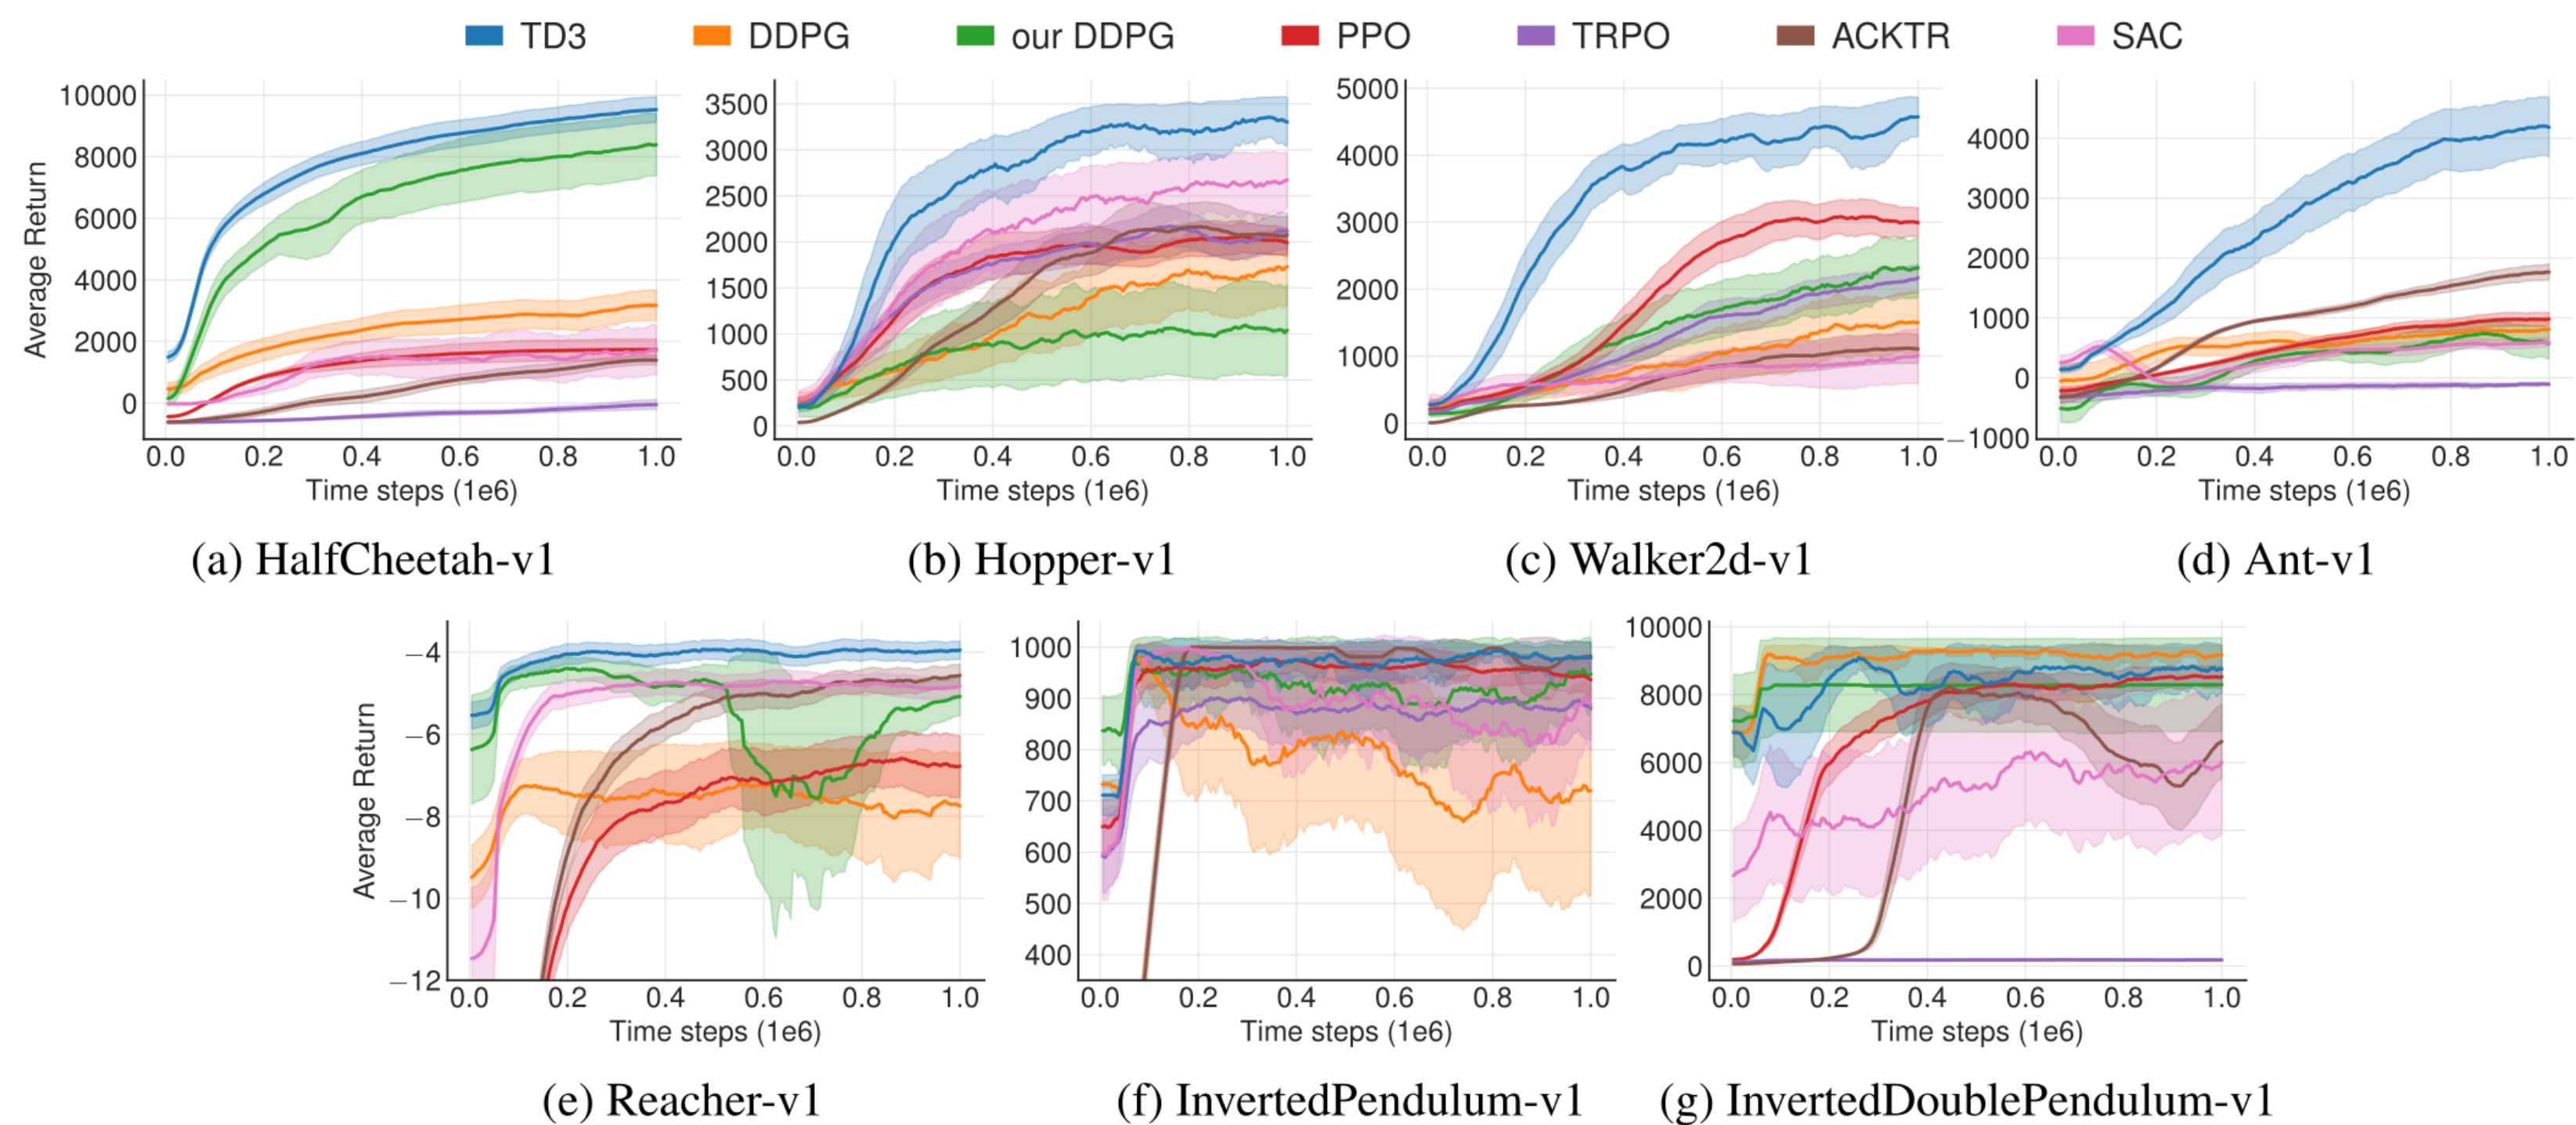 TD3 DDPG our DDPG PPO TRPO ACKTR SAC
Average Return
10000
8000
6000
4000
2000
0
0.0 0.2 0.4 0.6 0.8 1.0
Time steps (1e6)
(a) HalfCheetah-v1
3500
3000
2500
2000
1500
1000
500
0
0.0 0.2 0.4 0.6 0.8 1.0
Time steps (1e6)
(b) Hopper-v1
5000
4000
3000
2000
1000
0
0.0 0.2 0.4 0.6 0.8 1.0
Time steps (1e6)
(c) Walker2d-v1
4000
3000
2000
1000
0
−1000
0.0 0.2 0.4 0.6 0.8 1.0
Time steps (1e6)
(d) Ant-v1
Average Return
−4
−6
−8
−10
−12
0.0 0.2 0.4 0.6 0.8 1.0
Time steps (1e6)
(e) Reacher-v1
1000
900
800
700
600
500
400
0.0 0.2 0.4 0.6 0.8 1.0
Time steps (1e6)
(f) InvertedPendulum-v1
10000
8000
6000
4000
2000
0
0.0 0.2 0.4 0.6 0.8 1.0
Time steps (1e6)
(g) InvertedDoublePendulum-v1